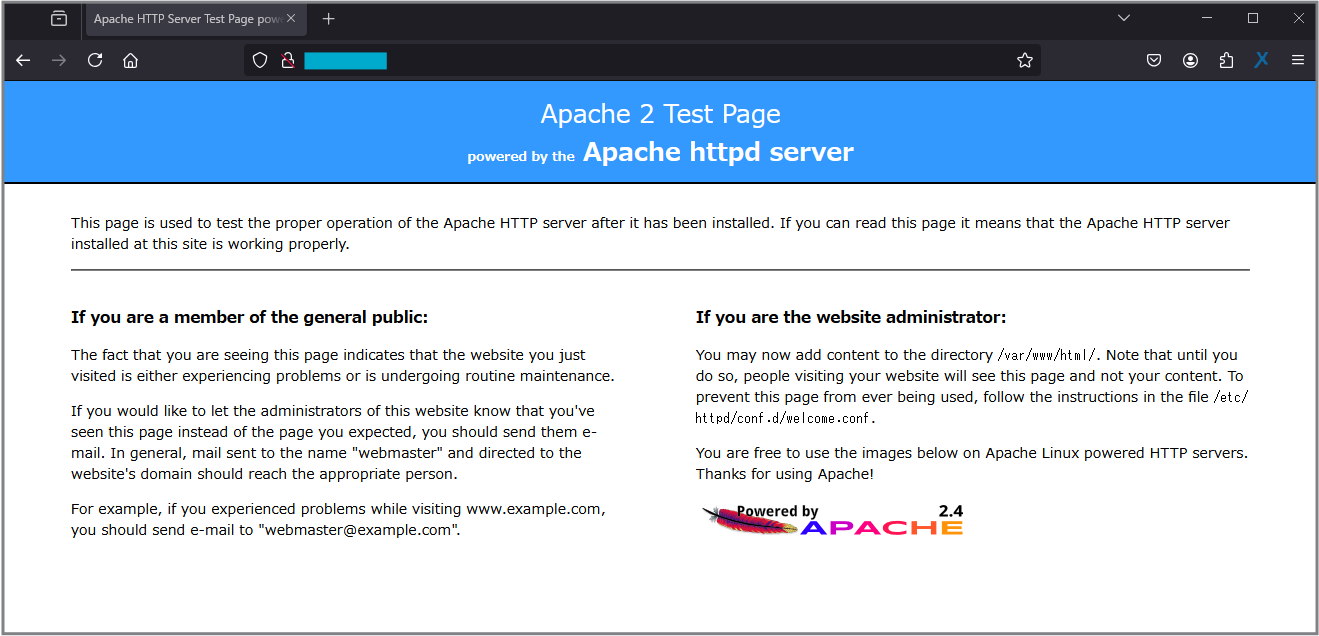 Apache HTTP Server Test Page pow
Apache 2 Test Page
powered by the Apache httpd server
This page is used to test the proper operation of the Apache HTTP server after it has been installed. If you can read this page it means that the Apache HTTP server
installed at this site is working properly.
If you are a member of the general public:
The fact that you are seeing this page indicates that the website you just
visited is either experiencing problems or is undergoing routine maintenance.
If you would like to let the administrators of this website know that you've
seen this page instead of the page you expected, you should send them e-
mail. In general, mail sent to the name "webmaster" and directed to the
website's domain should reach the appropriate person.
For example, if you experienced problems while visiting www.example.com,
you should send e-mail to "webmaster@example.com".
If you are the website administrator:
You may now add content to the directory /var/www/html/. Note that until you
do so, people visiting your website will see this page and not your content. To
prevent this page from ever being used, follow the instructions in the file /etc/
httpd/conf.d/welcome.conf.
You are free to use the images below on Apache Linux powered HTTP servers.
Thanks for using Apache!
Powered by 2.4
APACHE